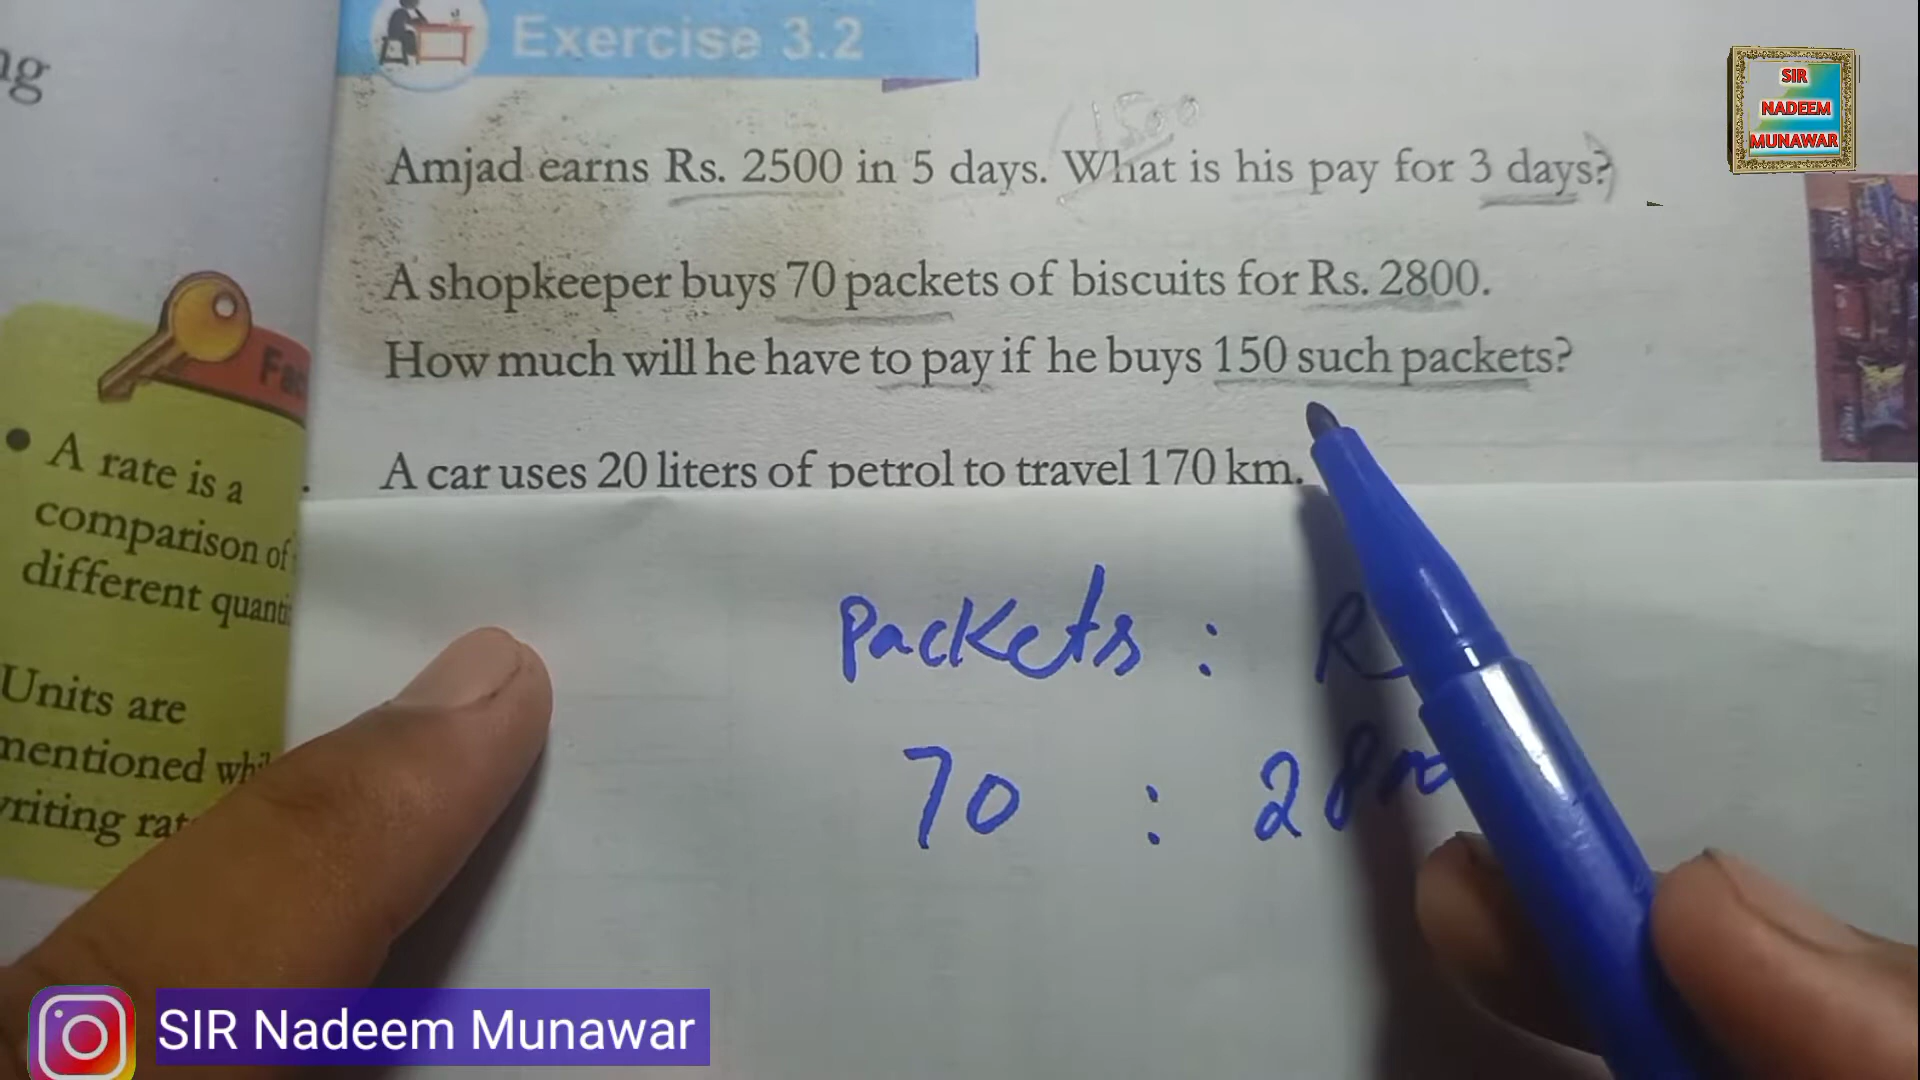 Exercise 3.2
1500
Amjad earns Rs. 2500 in 5 days. What is his pay for 3 days?
A shopkeeper buys 70 packets of biscuits for Rs. 2800.
How much will he have to pay if he buys 150 such packets?
A car uses 20 liters of petrol to travel 170 km.
• A rate is a
comparison of
different
Units are
mentioned
Packets :
70 : 2800
SIR
NADEEM
MUNAWAR
SIR Nadeem Munawar